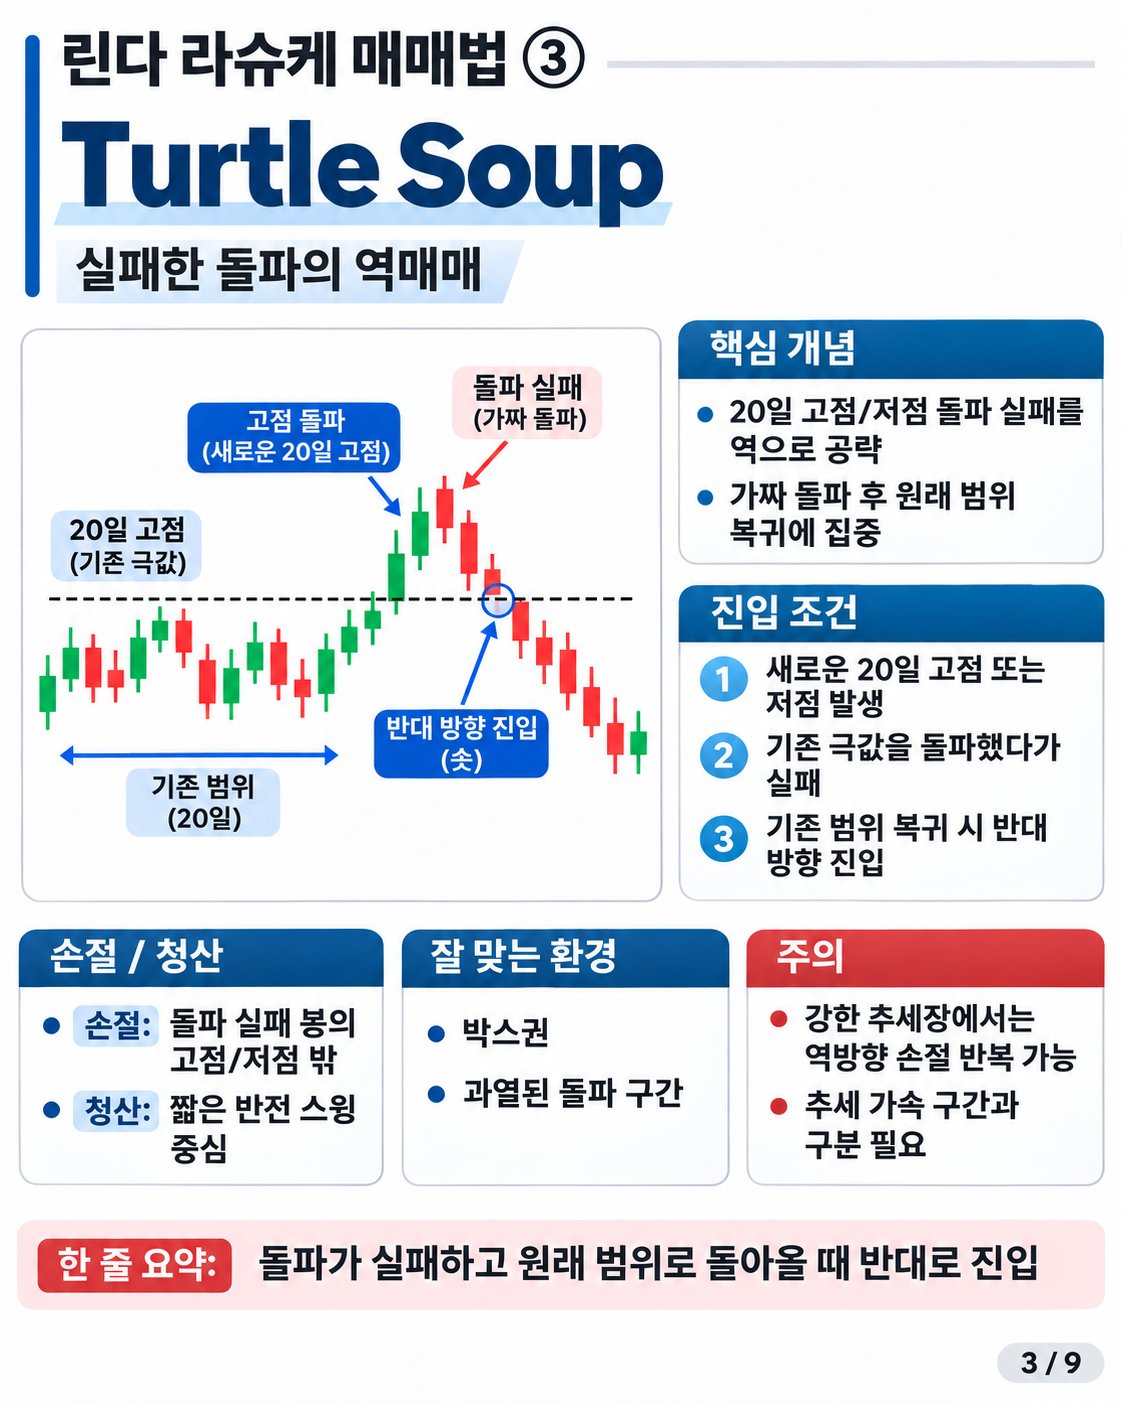 린다 라슈케 매매법 ③
Turtle Soup
실패한 돌파의 역매매
돌파 실패
(가짜 돌파)
고점 돌파
(새로운 20일 고점)
20일 고점
(기존 극값)
반대 방향 진입
(숏)
기존 범위
(20일)
핵심 개념
20일 고점/저점 돌파 실패를
역으로 공략
가짜 돌파 후 원래 범위
복귀에 집중
진입 조건
1 새로운 20일 고점 또는
저점 발생
2 기존 극값을 돌파했다가
실패
3 기존 범위 복귀 시 반대
방향 진입
손절 / 청산
손절: 돌파 실패 봉의
고점/저점 밖
청산: 짧은 반전 스윙
중심
잘 맞는 환경
박스권
과열된 돌파 구간
주의
강한 추세장에서는
역방향 손절 반복 가능
추세 가속 구간과
구분 필요
한 줄 요약: 돌파가 실패하고 원래 범위로 돌아올 때 반대로 진입
3 / 9